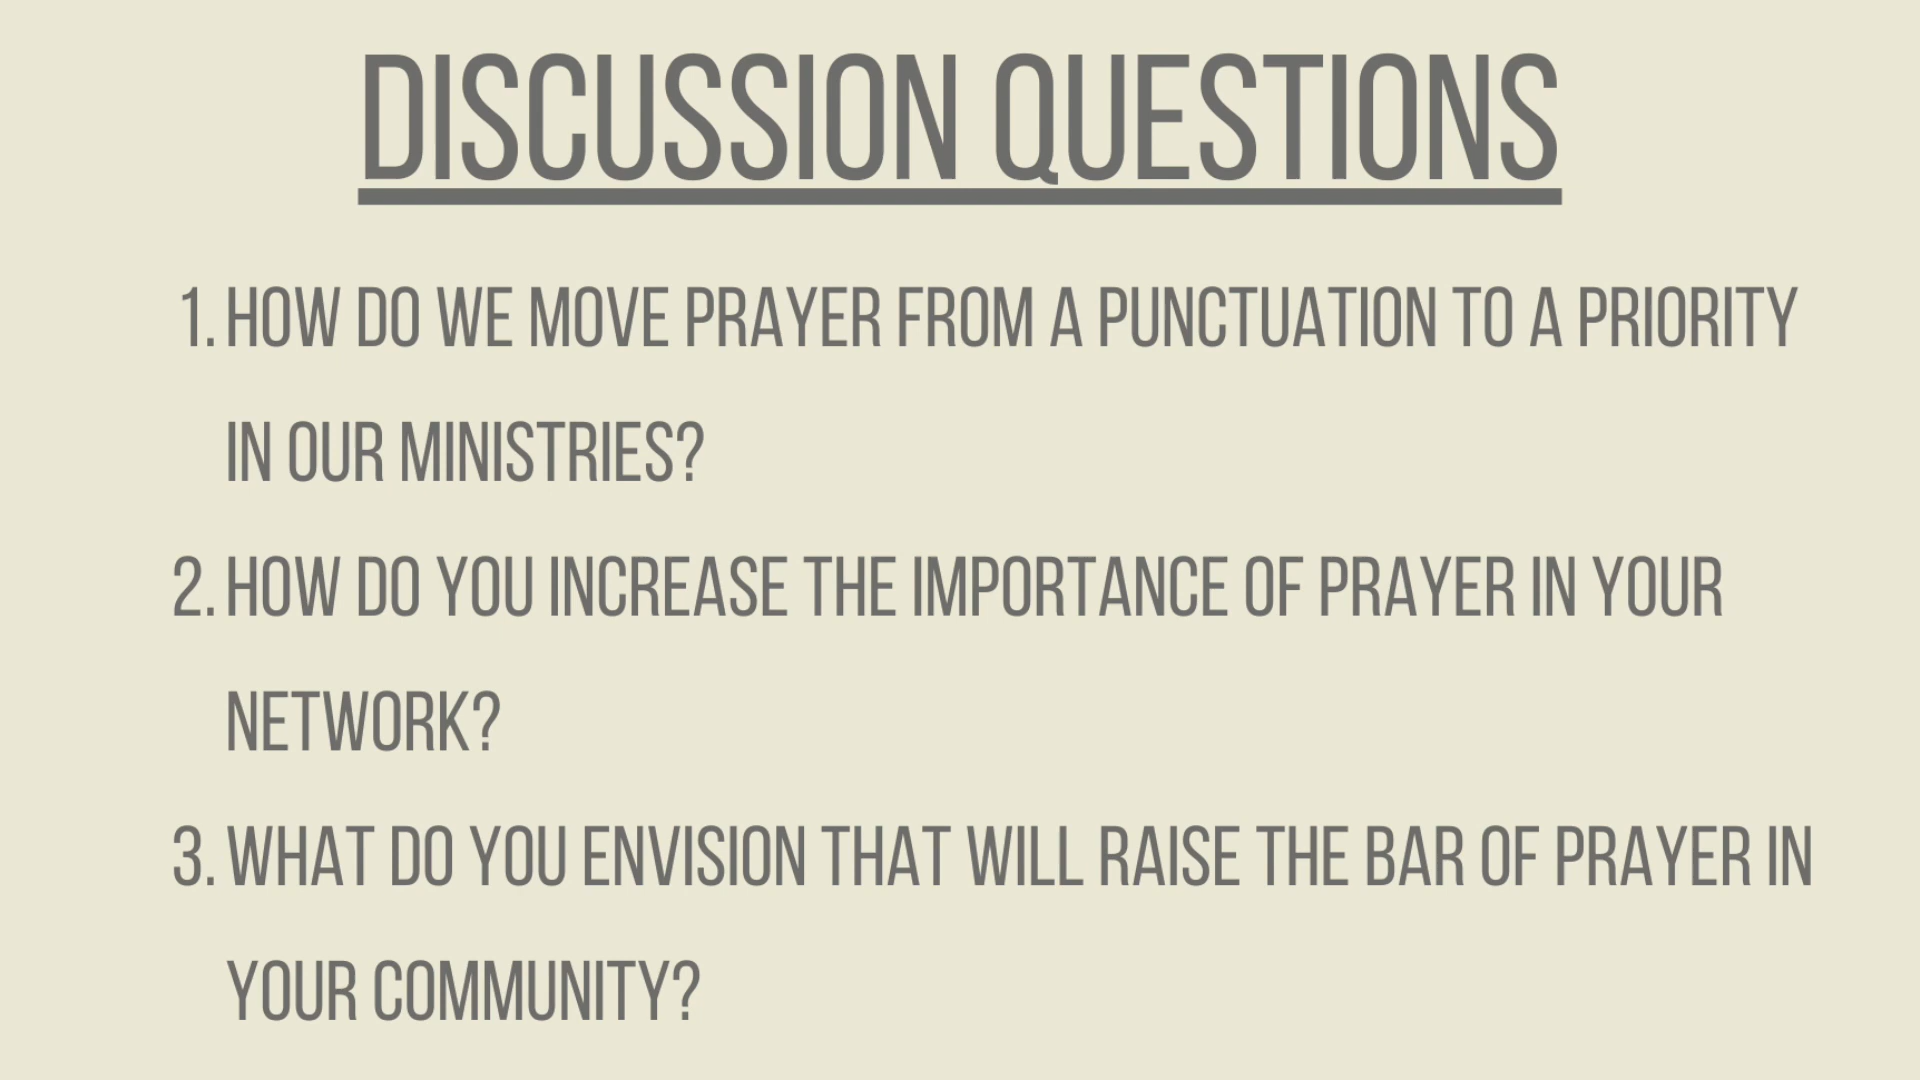 DISCUSSION QUESTIONS
1. HOW DO WE MOVE PRAYER FROM A PUNCTUATION TO A PRIORITY
IN OUR MINISTRIES?
2. HOW DO YOU INCREASE THE IMPORTANCE OF PRAYER IN YOUR
NETWORK?
3. WHAT DO YOU ENVISION THAT WILL RAISE THE BAR OF PRAYER IN
YOUR COMMUNITY?